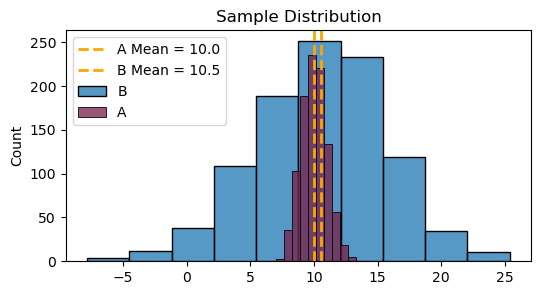 Sample Distribution
A Mean = 10.0
B Mean = 10.5
B
A
Count
250
200
150
100
50
0
−5 0 5 10 15 20 25